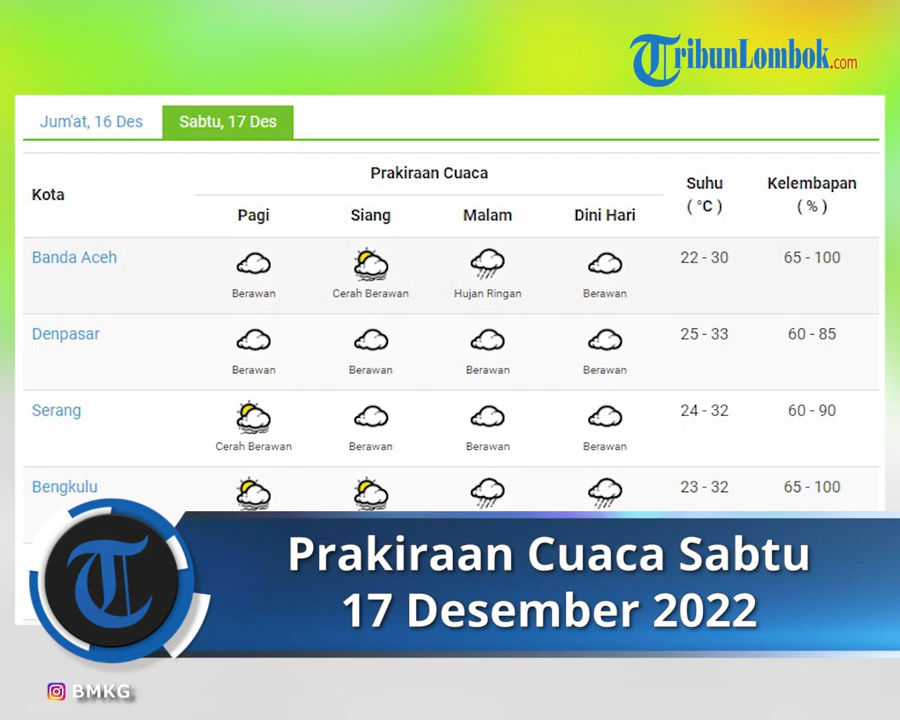 TribunLombok.com
Jum'at, 16 Des
Sabtu, 17 Des
Kota
Prakiraan Cuaca
Suhu
( °C )
Kelembapan
( % )
Pagi
Siang
Malam
Dini Hari
Banda Aceh
Berawan
Cerah Berawan
Hujan Ringan
Berawan
22 - 30
65 - 100
Denpasar
Berawan
Berawan
Berawan
Berawan
25 - 33
60 - 85
Serang
Cerah Berawan
Berawan
Berawan
Berawan
24 - 32
60 - 90
Bengkulu
23 - 32
65 - 100
T
Prakiraan Cuaca Sabtu
17 Desember 2022
BMKG